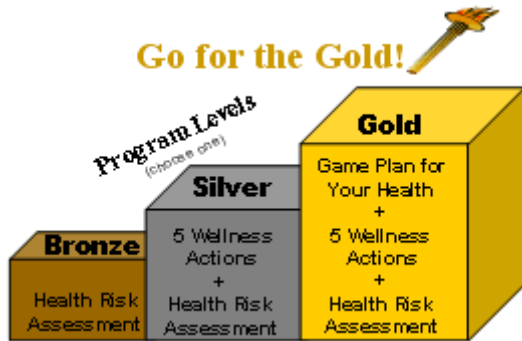 Go for the Gold!
Program Levels
(choose one)
Bronze
Health Risk
Assessment
Silver
5 Wellness
Actions
+
Health Risk
Assessment
Gold
Game Plan for
Your Health
+
5 Wellness
Actions
+
Health Risk
Assessment